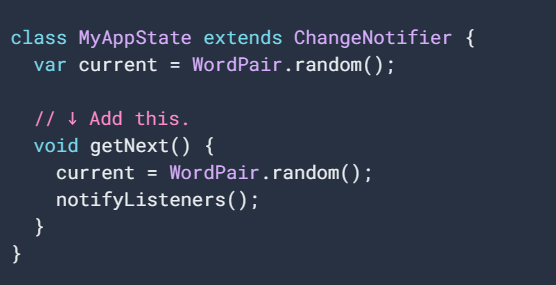 class MyAppState extends ChangeNotifier {
  var current = WordPair.random();

  // ↓ Add this.
  void getNext() {
    current = WordPair.random();
    notifyListeners();
  }
}